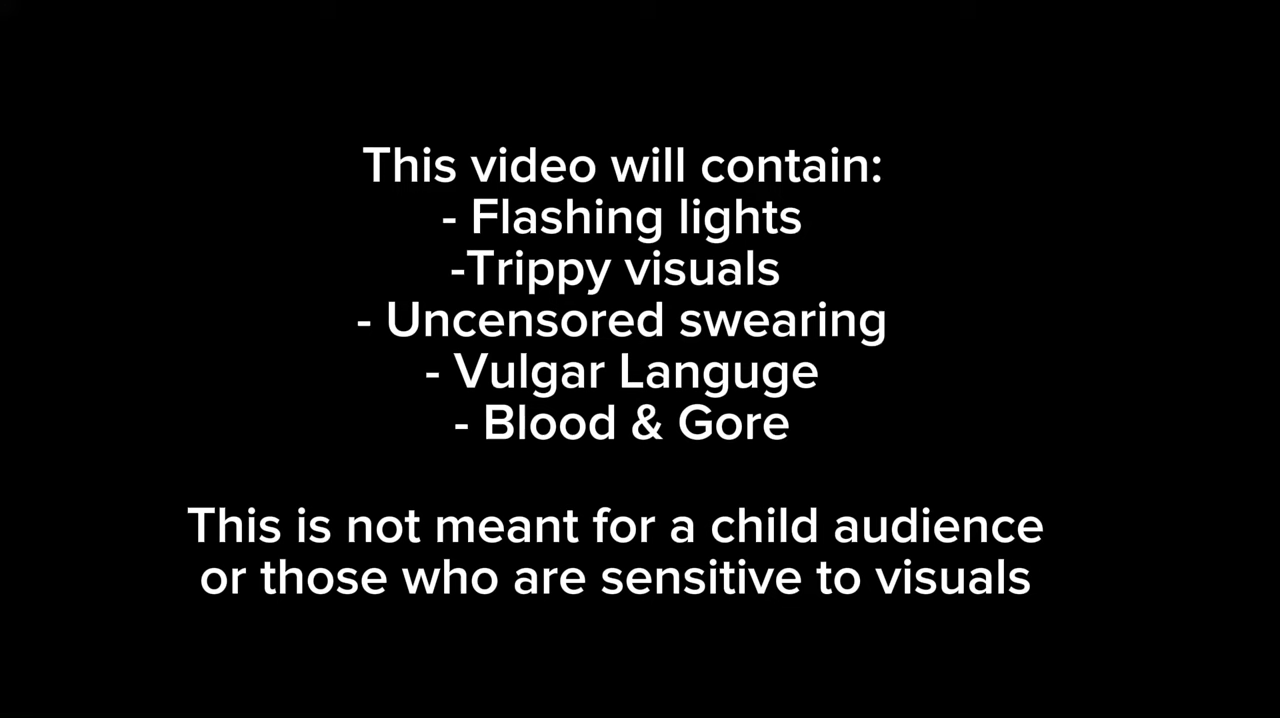 This video will contain:
- Flashing lights
-Trippy visuals
- Uncensored swearing
- Vulgar Languge
- Blood & Gore
This is not meant for a child audience
or those who are sensitive to visuals